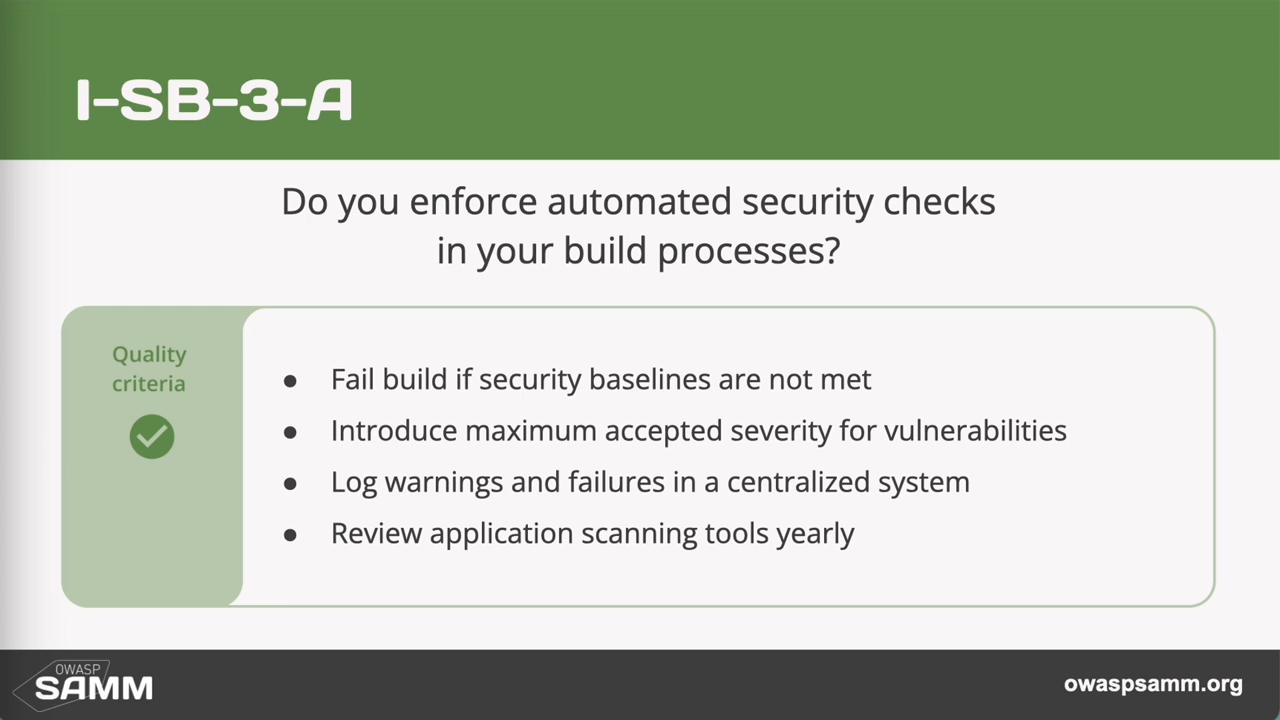 I-SB-3-A
Do you enforce automated security checks
in your build processes?
Quality
criteria
● Fail build if security baselines are not met
● Introduce maximum accepted severity for vulnerabilities
● Log warnings and failures in a centralized system
● Review application scanning tools yearly
OWASP
SAMM
owaspsamm.org